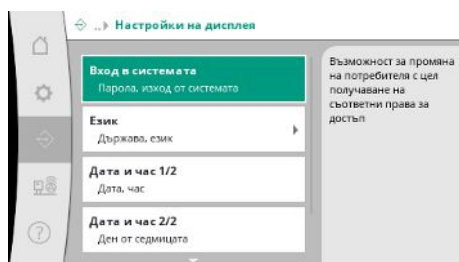 ..▸ Настройки на дисплея
Вход в системата
Парола, изход от системата
Език
Държава, език
Дата и час 1/2
Дата, час
Дата и час 2/2
Ден от седмицата
Възможност за промяна
на потребителя с цел
получаване на
съответни права за
достъп
?